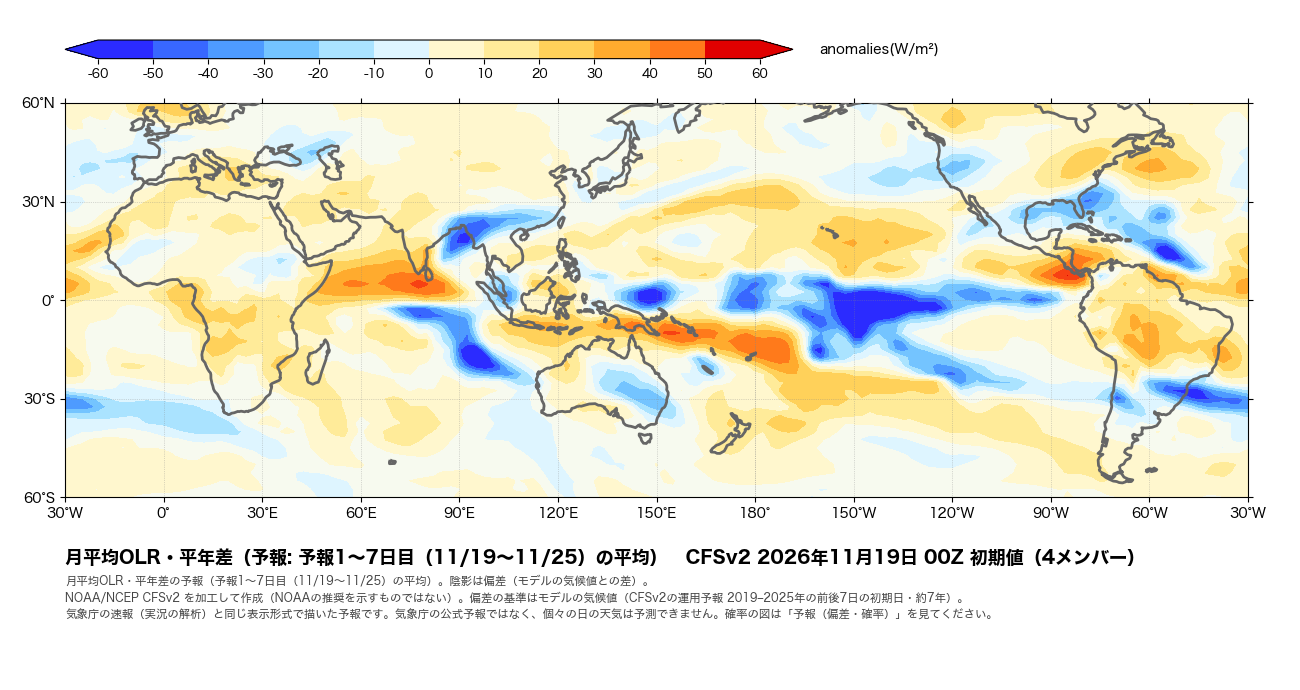 anomalies(W/m²)
-60 -50 -40 -30 -20 -10 0 10 20 30 40 50 60
60°N
30°N
0°
30°S
60°S
30°W 0° 30°E 60°E 90°E 120°E 150°E 180° 150°W 120°W 90°W 60°W 30°W
月平均OLR・平年差（予報: 予報1～7日目（11/19～11/25）の平均） CFSv2 2026年11月19日 00Z 初期値（4メンバー）
月平均OLR・平年差の予報（予報1～7日目（11/19～11/25）の平均）。陰影は偏差（モデルの気候値との差）。
NOAA/NCEP CFSv2 を加工して作成（NOAAの推奨を示すものではない）。偏差の基準はモデルの気候値（CFSv2の運用予報 2019–2025年の前後7日の初期日・約7年）。
気象庁の速報（実況の解析）と同じ表示形式で描いた予報です。気象庁の公式予報ではなく、個々の日の天気は予測できません。確率の図は「予報（偏差・確率）」を見てください。